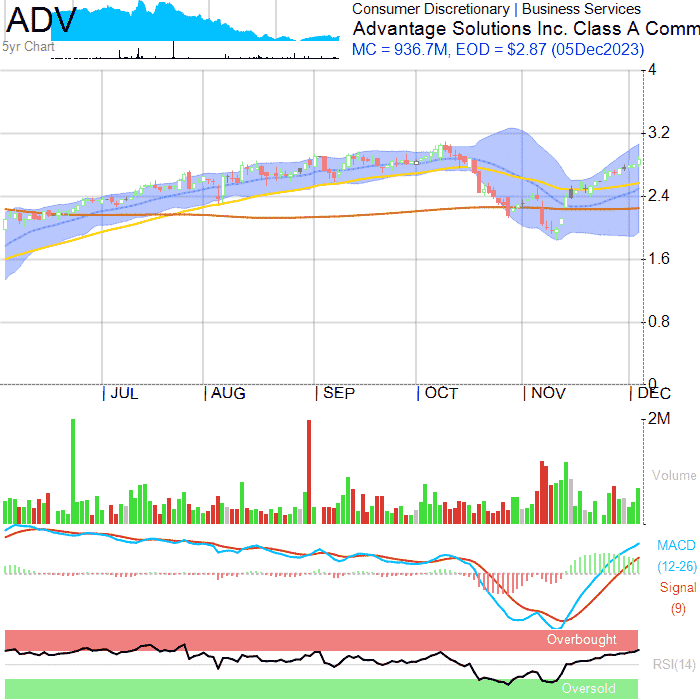 ADV
5yr Chart
Consumer Discretionary | Business Services
Advantage Solutions Inc. Class A Comm
MC = 936.7M, EOD = $2.87 (05Dec2023)
4
3.2
2.4
1.6
0.8
0
JUL AUG SEP OCT NOV DEC
2M
Volume
MACD
(12-26)
Signal
(9)
Overbought
RSI(14)
Oversold